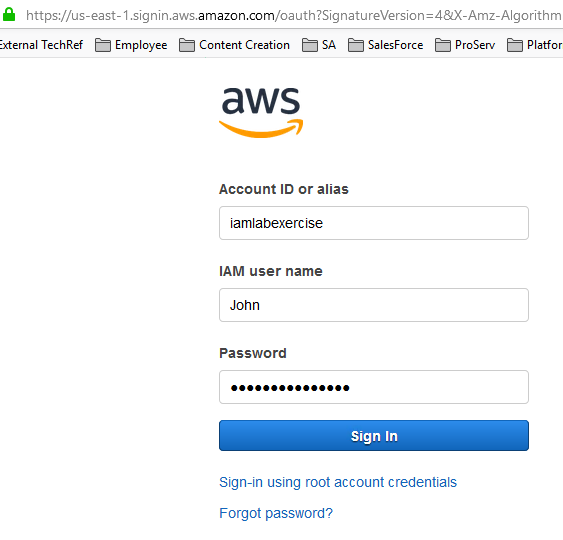 https://us-east-1.signin.aws.amazon.com/oauth?SignatureVersion=4&X-Amz-Algorithm
External TechRef Employee Content Creation SA SalesForce ProServ Platfor
aws
Account ID or alias
iamlabexercise
IAM user name
John
Password
●●●●●●●●●●●●●●●
Sign In
Sign-in using root account credentials
Forgot password?